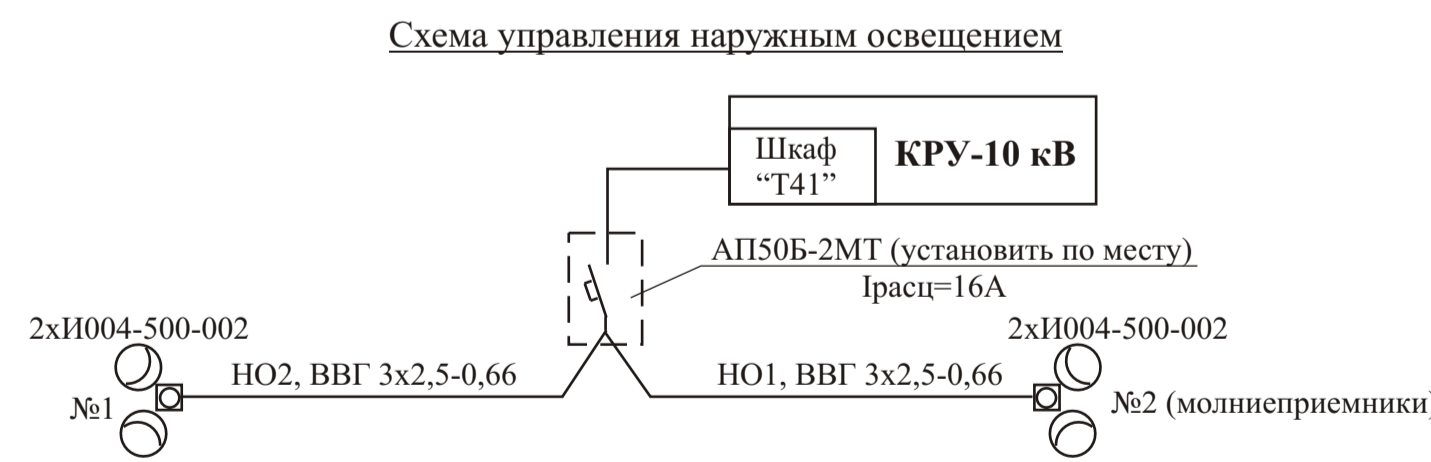 Схема управления наружным освещением
Шкаф
“Т41”
КРУ-10 кВ
АП50Б-2МТ (установить по месту)
Iрасц=16А
2хИ004-500-002
2хИ004-500-002
НО2, ВВГ 3х2,5-0,66
НО1, ВВГ 3х2,5-0,66
№1
№2 (молниеприемники)